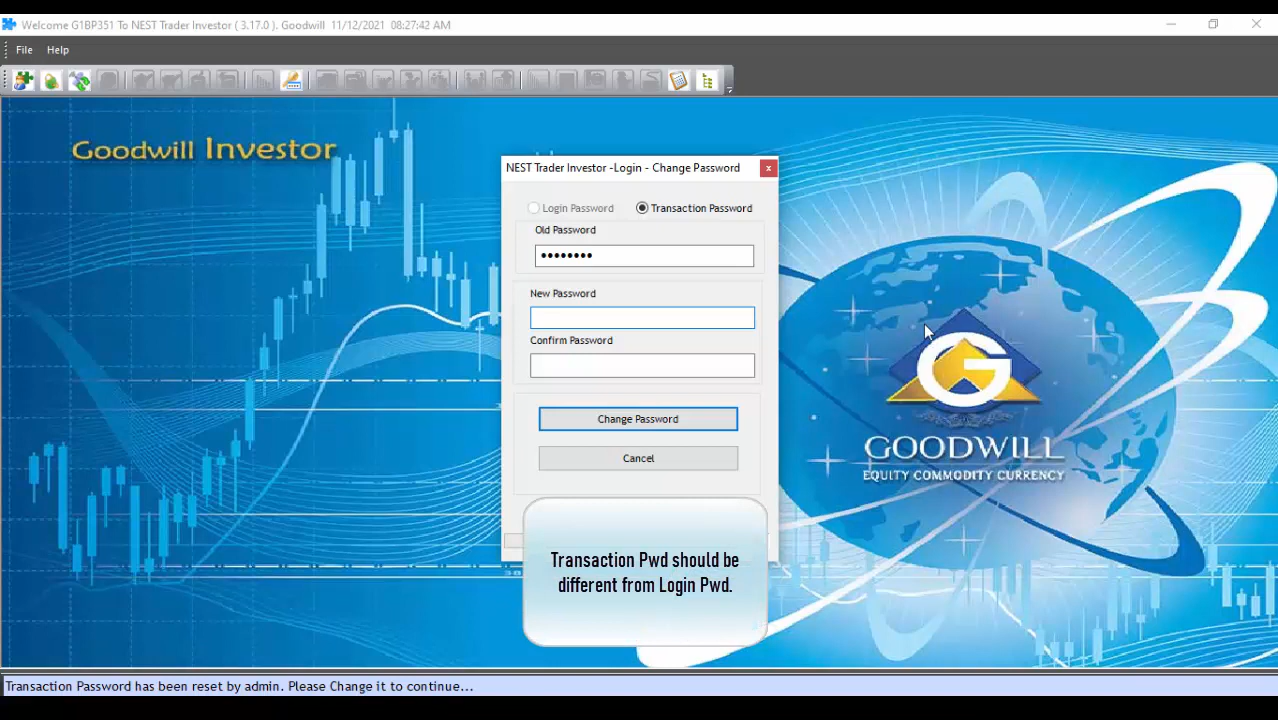 Welcome G1BP351 To NEST Trader Investor ( 3.17.0 ). Goodwill 11/12/2021 08:27:42 AM
File Help
Goodwill Investor
NEST Trader Investor -Login - Change Password
Login Password Transaction Password
Old Password
New Password
Confirm Password
Change Password
Cancel
G
GOODWILL
EQUITY COMMODITY CURRENCY
Transaction Pwd should be
different from Login Pwd.
Transaction Password has been reset by admin. Please Change it to continue...